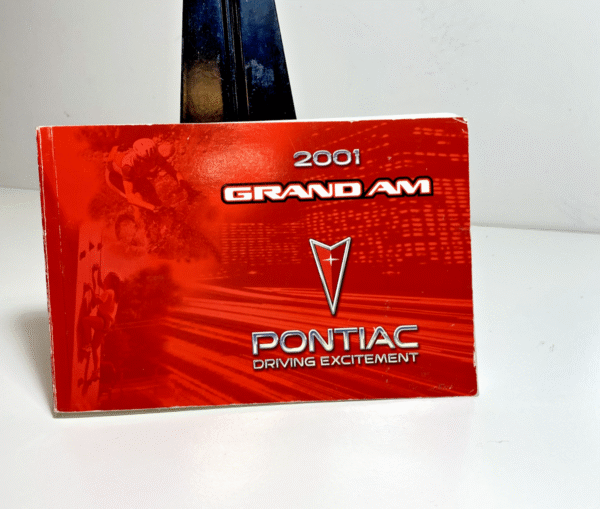 2001
GRAND AM
PONTIAC
DRIVING EXCITEMENT